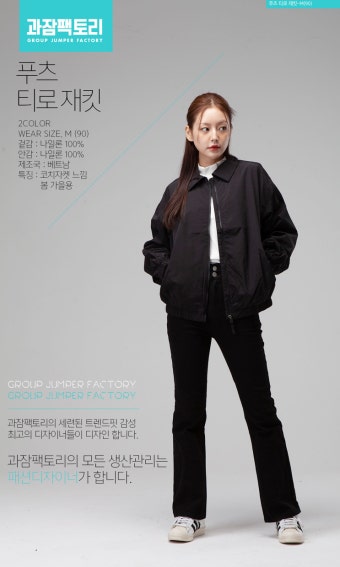 푸츠 티로 재킷-M(90)
과잠팩토리
GROUP JUMPER FACTORY
푸츠
티로 재킷
2COLOR
WEAR SIZE, M (90)
겉감 : 나일론 100%
안감 : 나일론 100%
제조국 : 베트남
특징 : 코치자켓 느낌
봄 가을용
GROUP JUMPER FACTORY
GROUP JUMPER FACTORY
과잠팩토리의 세련된 트렌드핏 감성
최고의 디자이너들이 디자인 합니다.
과잠팩토리의 모든 생산관리는
패션디자이너가 합니다.